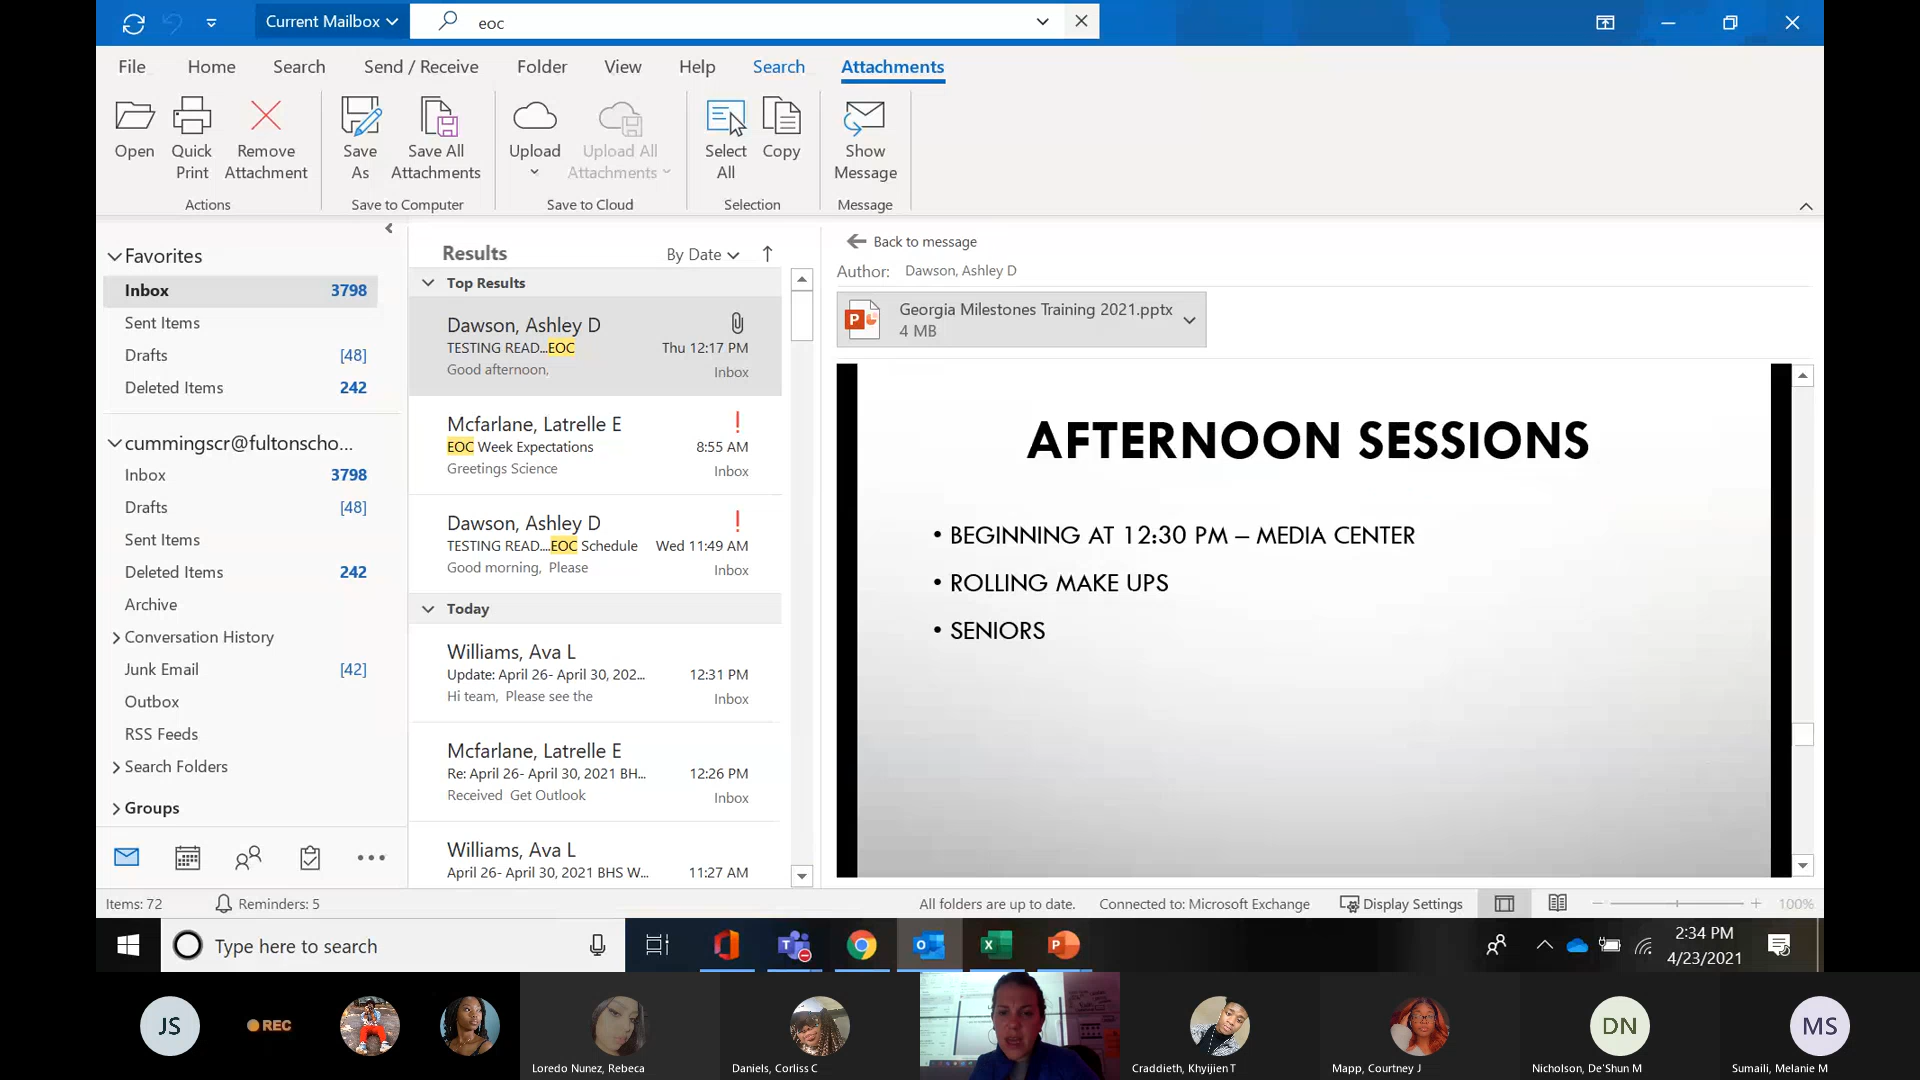 Current Mailbox
eoc
File Home Search Send / Receive Folder View Help Search Attachments
Open
Quick Print
Remove Attachment
Save As
Save All Attachments
Upload
Upload All Attachments
Select All
Copy
Show Message
Actions
Save to Computer
Save to Cloud
Selection
Message
Favorites
Inbox 3798
Sent Items
Drafts [48]
Deleted Items 242
cummingscr@fultonscho...
Inbox 3798
Drafts [48]
Sent Items
Deleted Items 242
Archive
Conversation History
Junk Email [42]
Outbox
RSS Feeds
Search Folders
Groups
Results By Date
Top Results
Dawson, Ashley D
TESTING READ...EOC Thu 12:17 PM
Good afternoon, Inbox
Mcfarlane, Latrelle E
EOC Week Expectations 8:55 AM
Greetings Science Inbox
Dawson, Ashley D
TESTING READ....EOC Schedule Wed 11:49 AM
Good morning, Please Inbox
Today
Williams, Ava L
Update: April 26- April 30, 202... 12:31 PM
Hi team, Please see the Inbox
Mcfarlane, Latrelle E
Re: April 26- April 30, 2021 BH... 12:26 PM
Received Get Outlook Inbox
Williams, Ava L
April 26- April 30, 2021 BHS W... 11:27 AM
Back to message
Author: Dawson, Ashley D
Georgia Milestones Training 2021.pptx
4 MB
AFTERNOON SESSIONS
• BEGINNING AT 12:30 PM – MEDIA CENTER
• ROLLING MAKE UPS
• SENIORS
Items: 72 Reminders: 5 All folders are up to date. Connected to: Microsoft Exchange Display Settings 100%
Type here to search
2:34 PM
4/23/2021
JS
REC
Loredo Nunez, Rebeca
Daniels, Corliss C
Craddieth, Khyijien T
Mapp, Courtney J
DN
Nicholson, De'Shun M
MS
Sumaili, Melanie M